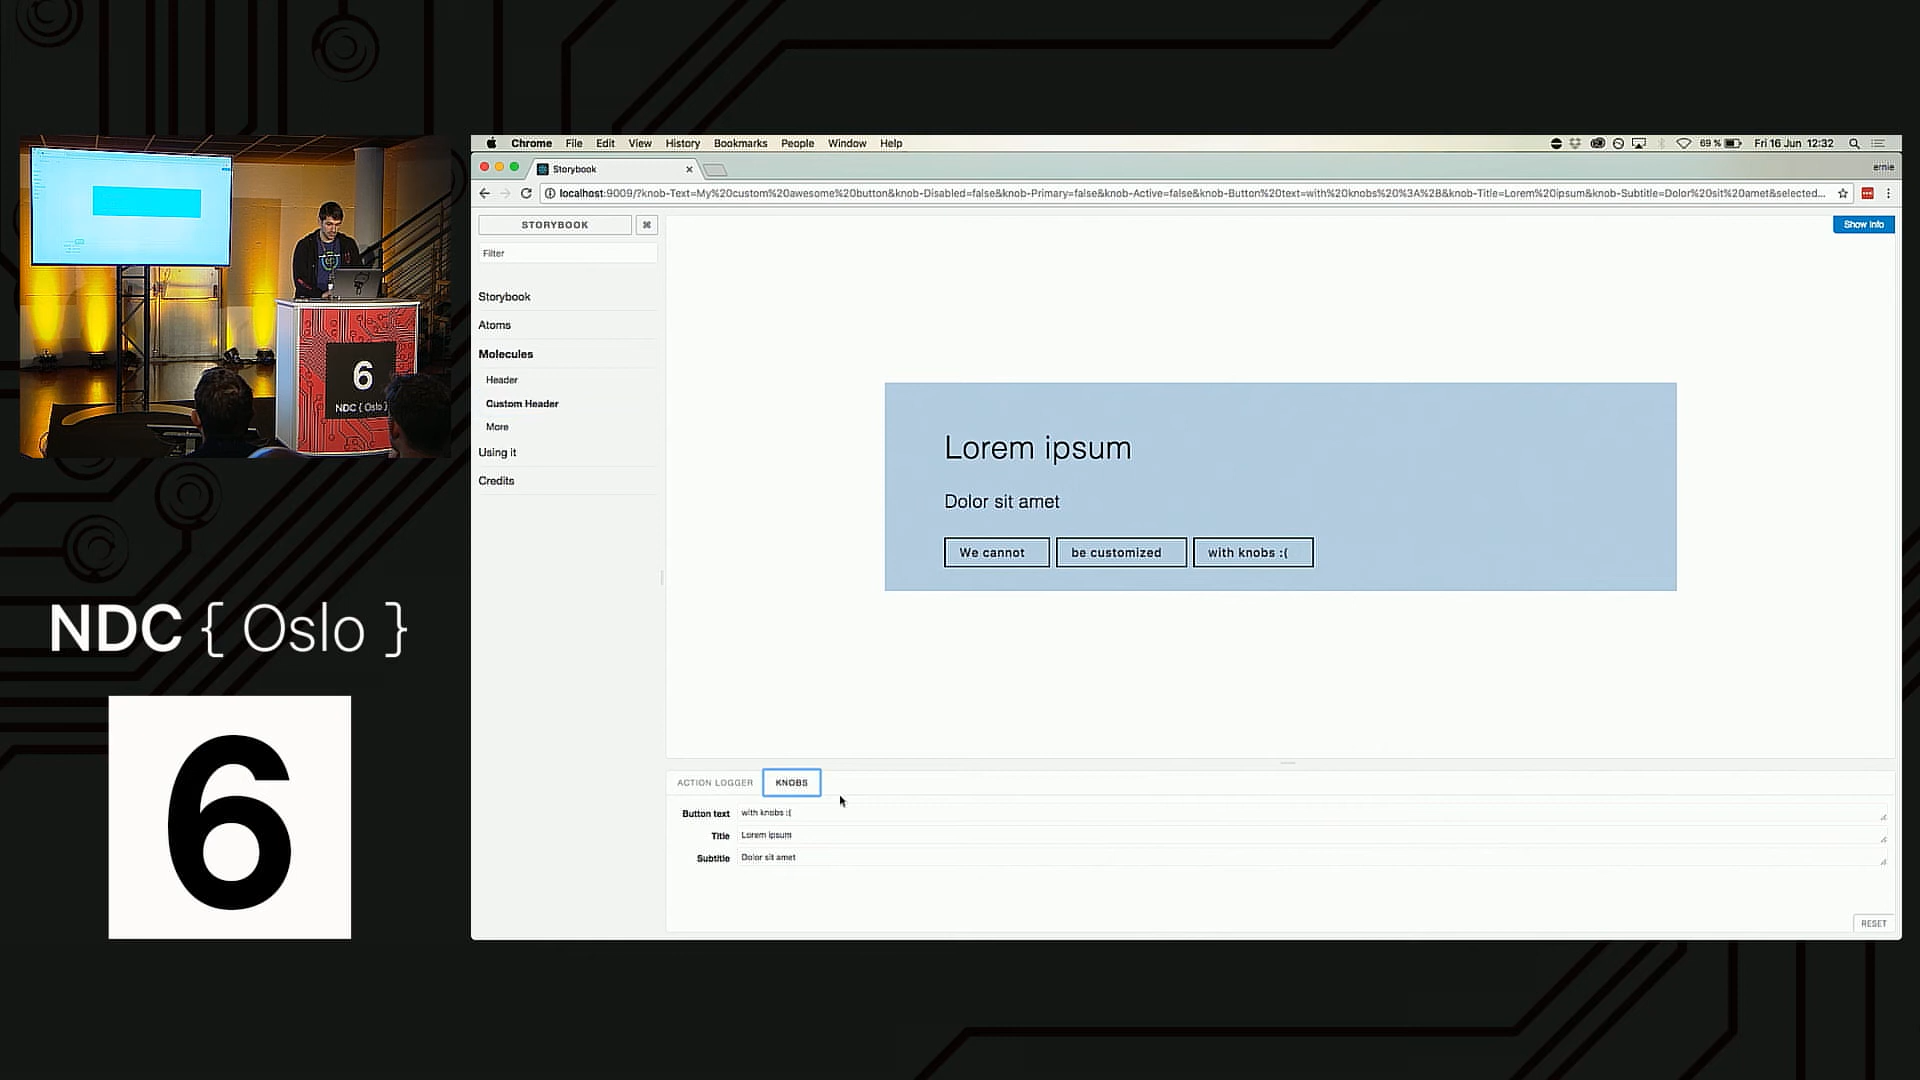 Chrome File Edit View History Bookmarks People Window Help 69 % Fri 16 Jun 12:32
Storybook
ernie
localhost:9009/?knob-Text=My%20custom%20awesome%20button&knob-Disabled=false&knob-Primary=false&knob-Active=false&knob-Button%20text=with%20knobs%20%3A%28&knob-Title=Lorem%20ipsum&knob-Subtitle=Dolor%20sit%20amet&selected...
STORYBOOK ⌘
Show Info
Filter
Storybook
Atoms
Molecules
Header
Custom Header
More
Using it
Credits
Lorem ipsum
Dolor sit amet
We cannot be customized with knobs :(
ACTION LOGGER KNOBS
Button text with knobs :(
Title Lorem ipsum
Subtitle Dolor sit amet
RESET
6
NDC { Oslo }
NDC { Oslo }
6